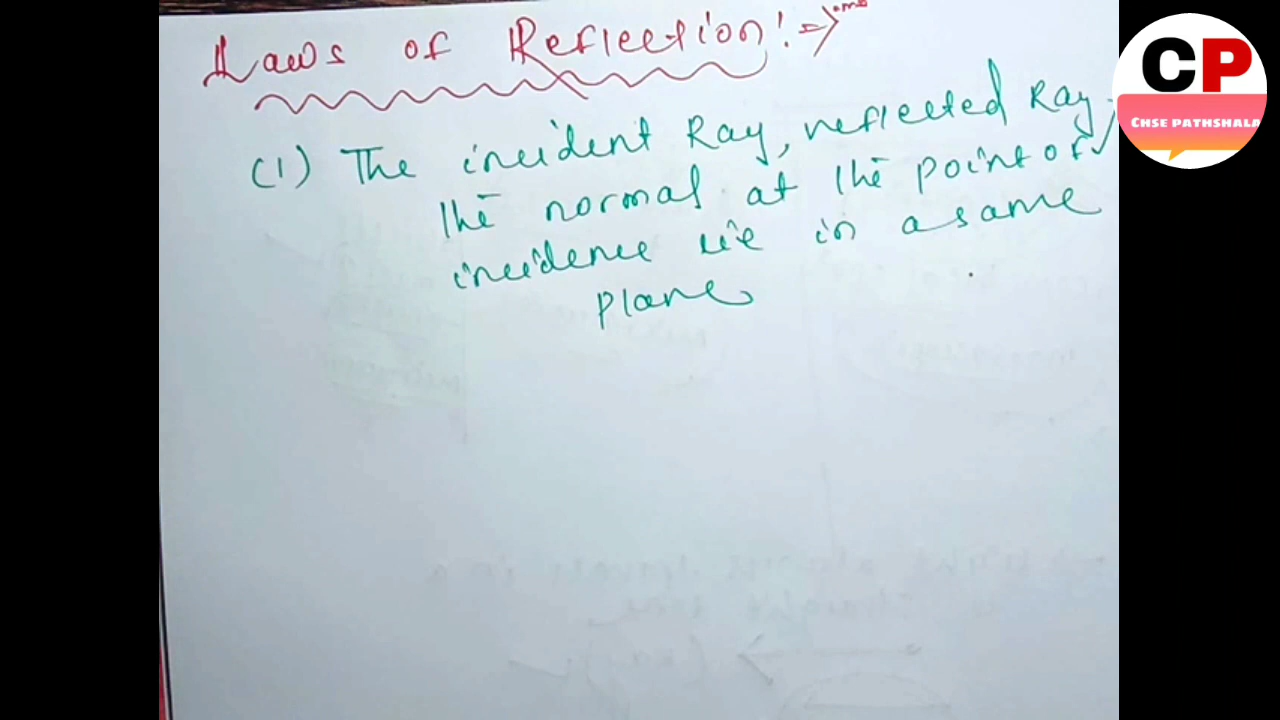 Laws of Reflection:⇒
(1) The incident Ray, reflected Ray,
the normal at the point of
incidence lie in a same
plane
CP
CHSE PATHSHALA